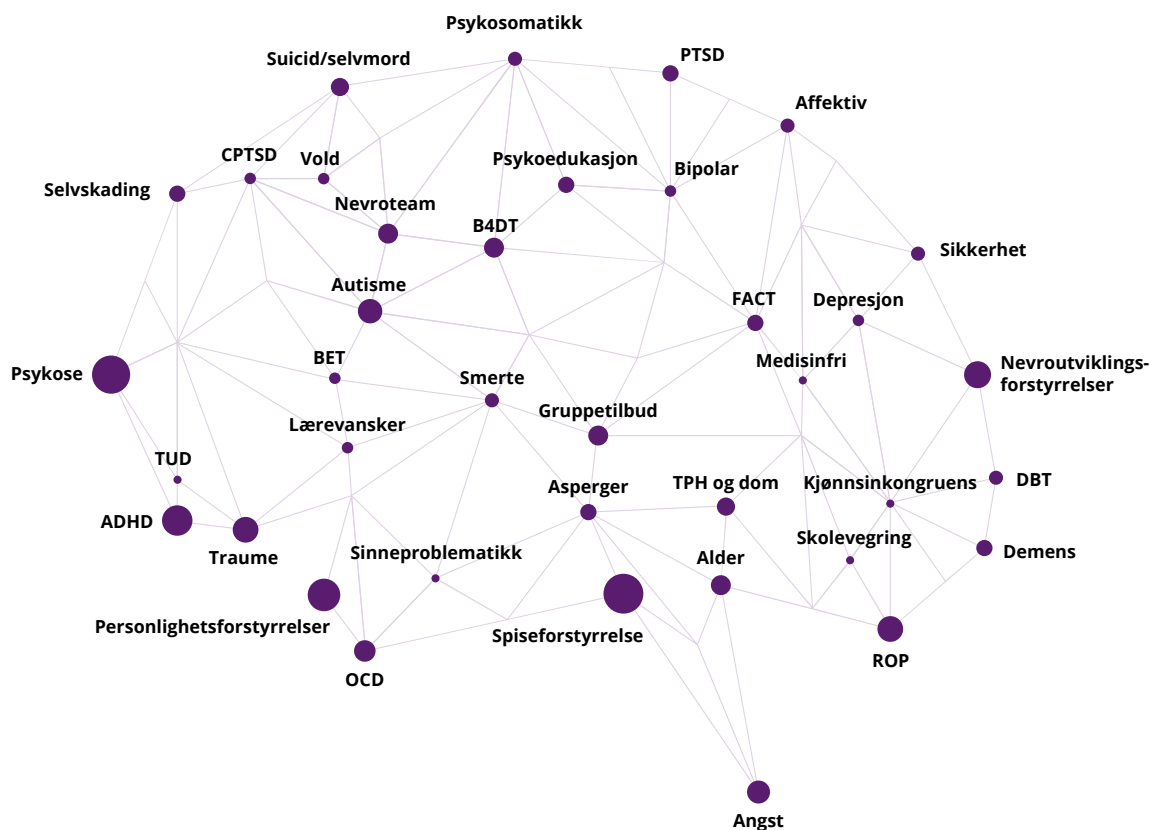 Psykosomatikk
Suicid/selvmord
PTSD
Affektiv
CPTSD
Vold
Psykoedukasjon
Bipolar
Selvskading
Nevroteam
B4DT
Sikkerhet
Autisme
FACT
Depresjon
BET
Medisinfri
Psykose
Smerte
Nevroutviklings-
forstyrrelser
Gruppetilbud
Lærevansker
TUD
Asperger
TPH og dom
Kjønnsinkongruens
DBT
ADHD
Traume
Sinneproblematikk
Skolevegring
Alder
Demens
Personlighetsforstyrrelser
Spiseforstyrrelse
OCD
ROP
Angst